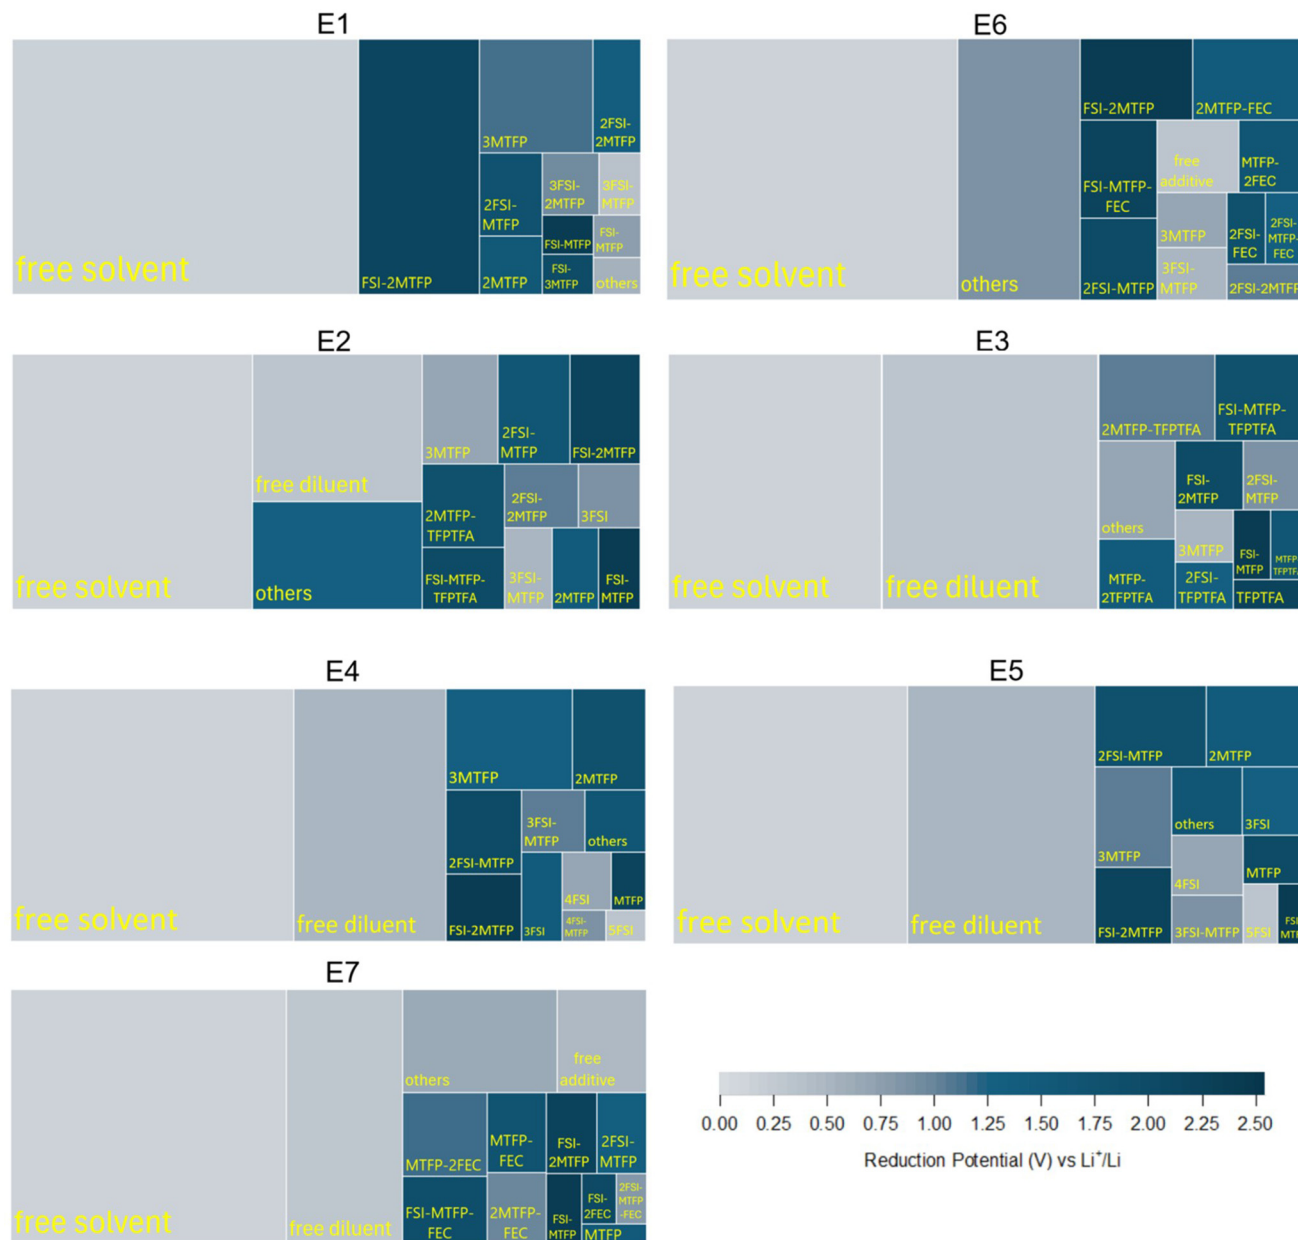 E1
free solvent
FSI-2MTFP
3MTFP
2FSI-
2MTFP
2FSI-
MTFP
3FSI-
2MTFP
3FSI-
MTFP
2MTFP
FSI-MTFP
FSI-
MTFP
FSI-
3MTFP
others
E6
free solvent
others
FSI-2MTFP
2MTFP-FEC
FSI-MTFP-
FEC
free
additive
MTFP-
2FEC
3MTFP
2FSI-
FEC
2FSI-
MTFP-
FEC
2FSI-MTFP
3FSI-
MTFP
2FSI-2MTFP
E2
free solvent
free diluent
others
3MTFP
2FSI-
MTFP
FSI-2MTFP
2MTFP-
TFPTFA
2FSI-
2MTFP
3FSI
FSI-MTFP-
TFPTFA
3FSI-
MTFP
2MTFP
FSI-
MTFP
E3
free solvent
free diluent
2MTFP-TFPTFA
FSI-MTFP-
TFPTFA
others
FSI-
2MTFP
2FSI-
MTFP
3MTFP
FSI-
MTFP
MTFP-
TFPTFA
MTFP-
2TFPTFA
2FSI-
TFPTFA
TFPTFA
E4
free solvent
free diluent
3MTFP
2MTFP
2FSI-MTFP
3FSI-
MTFP
others
FSI-2MTFP
3FSI
4FSI
MTFP
4FSI-
MTFP
5FSI
E5
free solvent
free diluent
2FSI-MTFP
2MTFP
3MTFP
others
3FSI
4FSI
MTFP
FSI-2MTFP
3FSI-MTFP
5FSI
FSI-
MTFP
E7
free solvent
free diluent
others
free
additive
MTFP-2FEC
MTFP-
FEC
FSI-
2MTFP
2FSI-
MTFP
FSI-MTFP-
FEC
2MTFP-
FEC
FSI-
MTFP
FSI-
2FEC
2FSI-
MTFP
-FEC
MTFP
0.00 0.25 0.50 0.75 1.00 1.25 1.50 1.75 2.00 2.25 2.50
Reduction Potential (V) vs Li⁺/Li